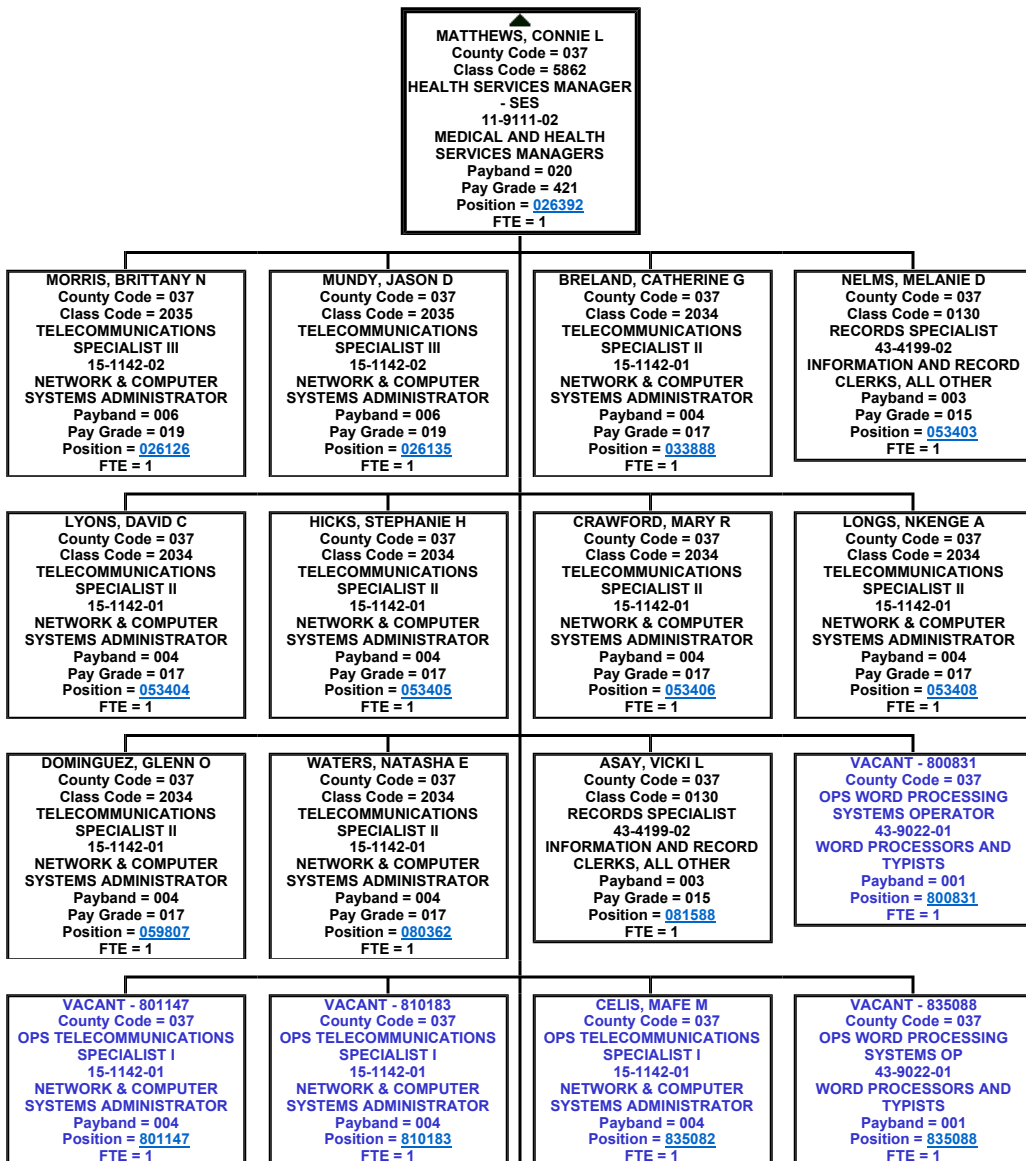 MATTHEWS, CONNIE L
County Code = 037
Class Code = 5862
HEALTH SERVICES MANAGER
- SES
11-9111-02
MEDICAL AND HEALTH
SERVICES MANAGERS
Payband = 020
Pay Grade = 421
Position = 026392
FTE = 1
MORRIS, BRITTANY N
County Code = 037
Class Code = 2035
TELECOMMUNICATIONS
SPECIALIST III
15-1142-02
NETWORK & COMPUTER
SYSTEMS ADMINISTRATOR
Payband = 006
Pay Grade = 019
Position = 026126
FTE = 1
MUNDY, JASON D
County Code = 037
Class Code = 2035
TELECOMMUNICATIONS
SPECIALIST III
15-1142-02
NETWORK & COMPUTER
SYSTEMS ADMINISTRATOR
Payband = 006
Pay Grade = 019
Position = 026135
FTE = 1
BRELAND, CATHERINE G
County Code = 037
Class Code = 2034
TELECOMMUNICATIONS
SPECIALIST II
15-1142-01
NETWORK & COMPUTER
SYSTEMS ADMINISTRATOR
Payband = 004
Pay Grade = 017
Position = 033888
FTE = 1
NELMS, MELANIE D
County Code = 037
Class Code = 0130
RECORDS SPECIALIST
43-4199-02
INFORMATION AND RECORD
CLERKS, ALL OTHER
Payband = 003
Pay Grade = 015
Position = 053403
FTE = 1
LYONS, DAVID C
County Code = 037
Class Code = 2034
TELECOMMUNICATIONS
SPECIALIST II
15-1142-01
NETWORK & COMPUTER
SYSTEMS ADMINISTRATOR
Payband = 004
Pay Grade = 017
Position = 053404
FTE = 1
HICKS, STEPHANIE H
County Code = 037
Class Code = 2034
TELECOMMUNICATIONS
SPECIALIST II
15-1142-01
NETWORK & COMPUTER
SYSTEMS ADMINISTRATOR
Payband = 004
Pay Grade = 017
Position = 053405
FTE = 1
CRAWFORD, MARY R
County Code = 037
Class Code = 2034
TELECOMMUNICATIONS
SPECIALIST II
15-1142-01
NETWORK & COMPUTER
SYSTEMS ADMINISTRATOR
Payband = 004
Pay Grade = 017
Position = 053406
FTE = 1
LONGS, NKENGE A
County Code = 037
Class Code = 2034
TELECOMMUNICATIONS
SPECIALIST II
15-1142-01
NETWORK & COMPUTER
SYSTEMS ADMINISTRATOR
Payband = 004
Pay Grade = 017
Position = 053408
FTE = 1
DOMINGUEZ, GLENN O
County Code = 037
Class Code = 2034
TELECOMMUNICATIONS
SPECIALIST II
15-1142-01
NETWORK & COMPUTER
SYSTEMS ADMINISTRATOR
Payband = 004
Pay Grade = 017
Position = 059807
FTE = 1
WATERS, NATASHA E
County Code = 037
Class Code = 2034
TELECOMMUNICATIONS
SPECIALIST II
15-1142-01
NETWORK & COMPUTER
SYSTEMS ADMINISTRATOR
Payband = 004
Pay Grade = 017
Position = 080362
FTE = 1
ASAY, VICKI L
County Code = 037
Class Code = 0130
RECORDS SPECIALIST
43-4199-02
INFORMATION AND RECORD
CLERKS, ALL OTHER
Payband = 003
Pay Grade = 015
Position = 081588
FTE = 1
VACANT - 800831
County Code = 037
OPS WORD PROCESSING
SYSTEMS OPERATOR
43-9022-01
WORD PROCESSORS AND
TYPISTS
Payband = 001
Position = 800831
FTE = 1
VACANT - 801147
County Code = 037
OPS TELECOMMUNICATIONS
SPECIALIST I
15-1142-01
NETWORK & COMPUTER
SYSTEMS ADMINISTRATOR
Payband = 004
Position = 801147
FTE = 1
VACANT - 810183
County Code = 037
OPS TELECOMMUNICATIONS
SPECIALIST I
15-1142-01
NETWORK & COMPUTER
SYSTEMS ADMINISTRATOR
Payband = 004
Position = 810183
FTE = 1
CELIS, MAFE M
County Code = 037
OPS TELECOMMUNICATIONS
SPECIALIST I
15-1142-01
NETWORK & COMPUTER
SYSTEMS ADMINISTRATOR
Payband = 004
Position = 835082
FTE = 1
VACANT - 835088
County Code = 037
OPS WORD PROCESSING
SYSTEMS OP
43-9022-01
WORD PROCESSORS AND
TYPISTS
Payband = 001
Position = 835088
FTE = 1